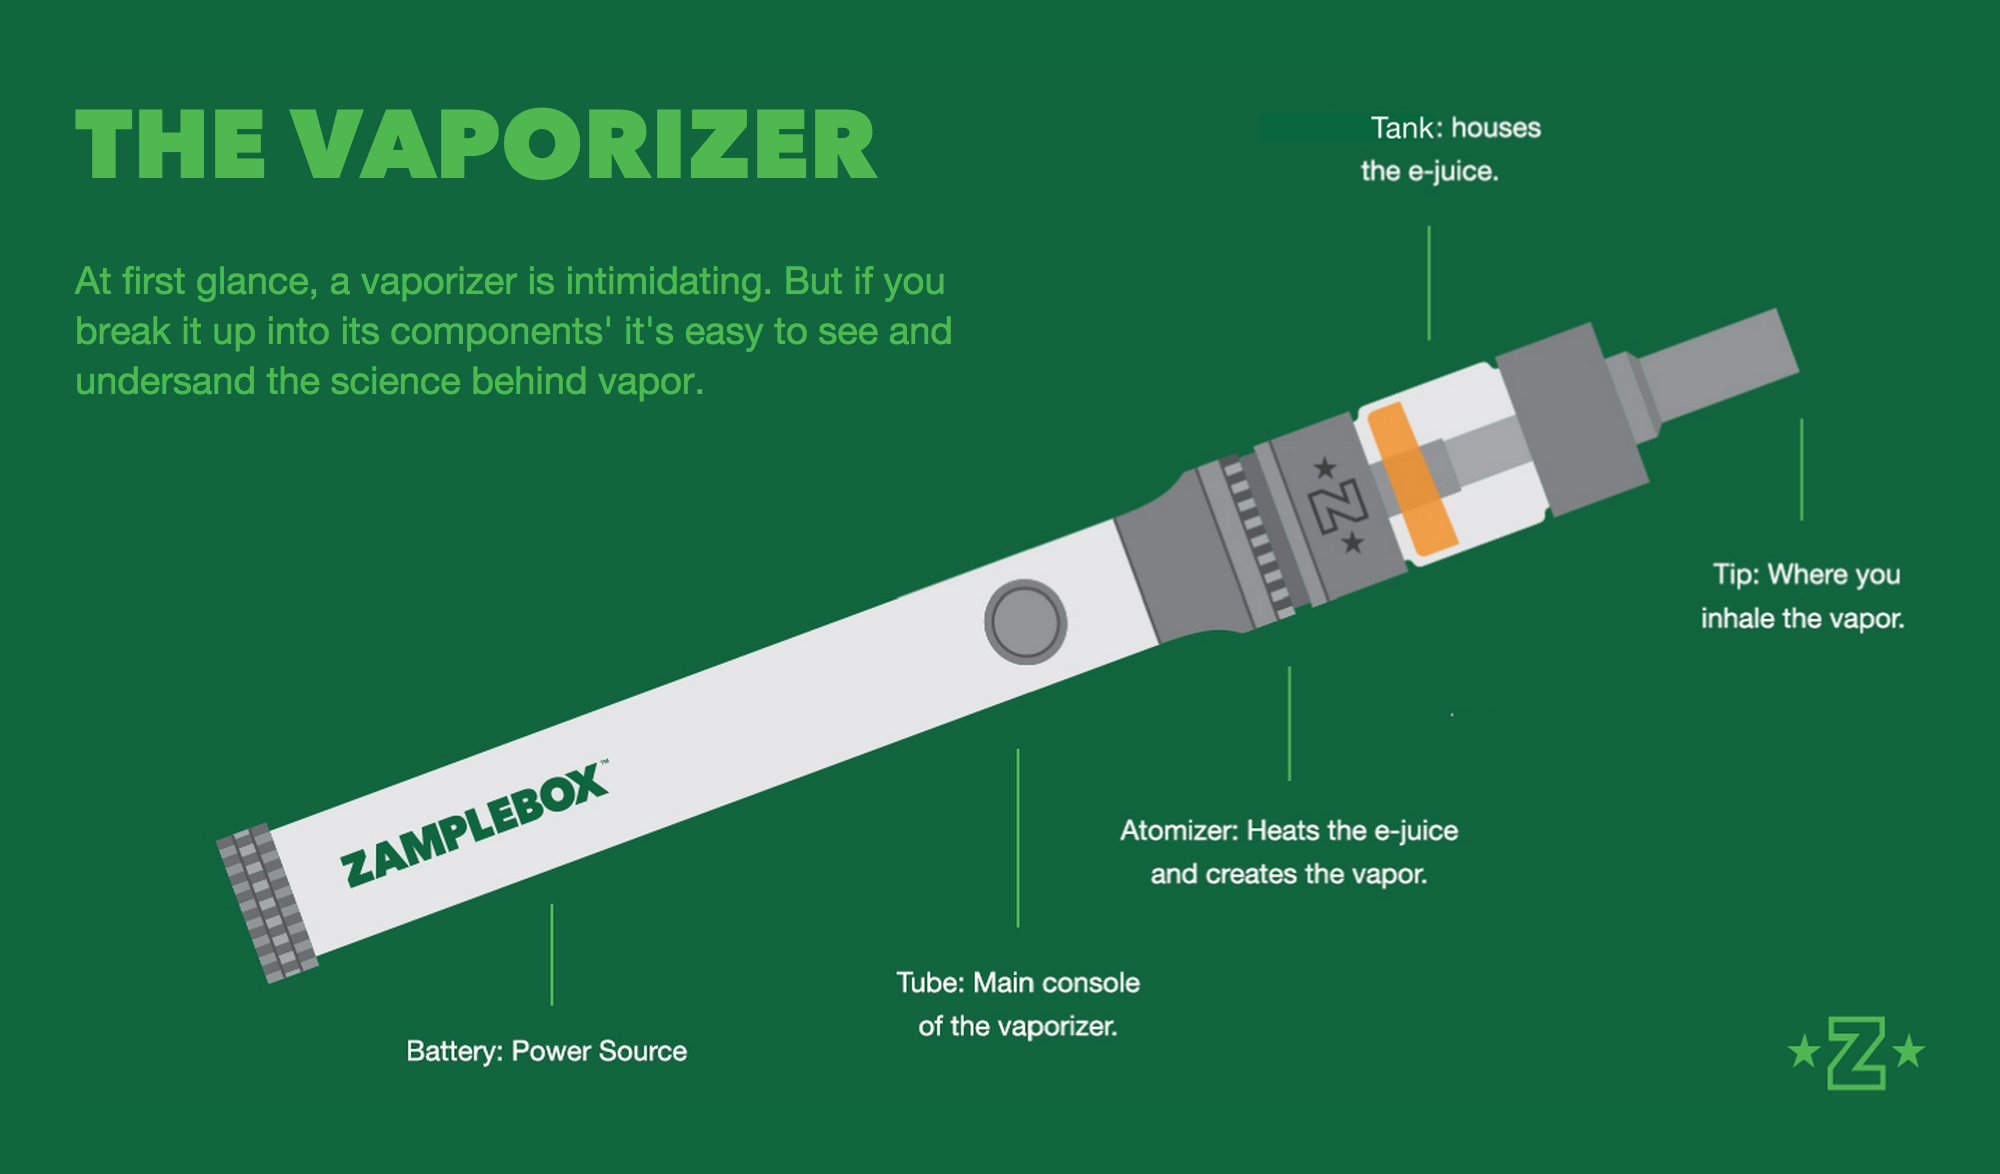 THE VAPORIZER
At first glance, a vaporizer is intimidating. But if you
break it up into its components' it's easy to see and
undersand the science behind vapor.
Tank: houses
the e-juice.
Tip: Where you
inhale the vapor.
Z
Atomizer: Heats the e-juice
and creates the vapor.
ZAMPLEBOX™
Tube: Main console
of the vaporizer.
Battery: Power Source
Z